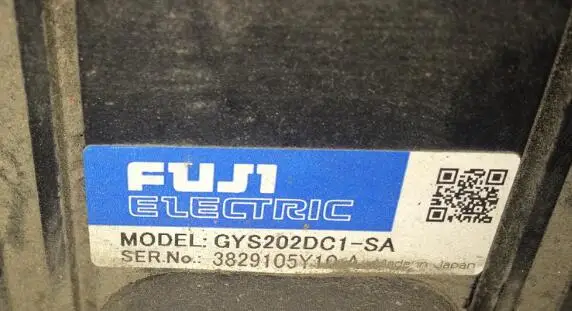 FUJI
ELECTRIC
MODEL: GYS202DC1-SA
SER.No.: 3829105Y10-A Made in Japan